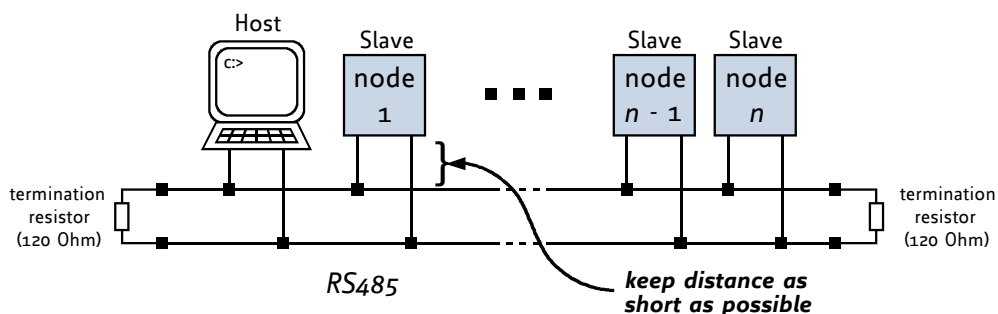 Host
C:>
Slave
node
1
Slave
node
n - 1
Slave
node
n
termination
resistor
(120 Ohm)
termination
resistor
(120 Ohm)
RS485
keep distance as
short as possible